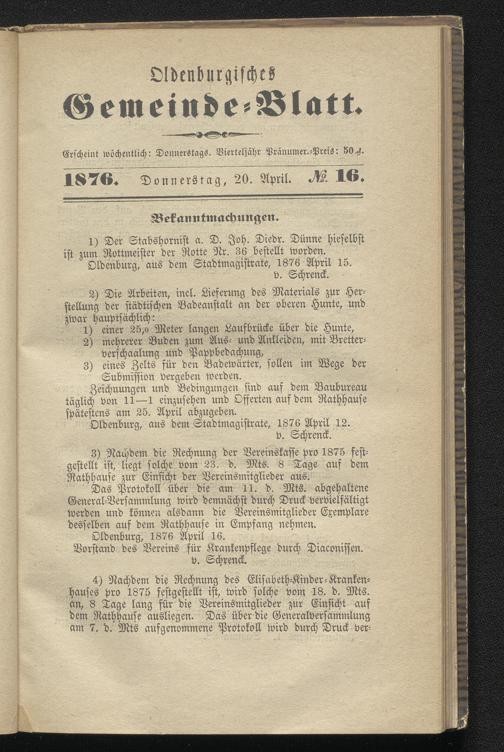 Oldenburgisches
Gemeinde-Blatt.
Erscheint wöchentlich: Donnerstags. Vierteljähr Pränumer.-Preis: 50 ₰.
1876. Donnerstag, 20. April. № 16.
Bekanntmachungen.
1) Der Stabshornist a. D. Joh. Diedr. Dünne hieselbst
ist zum Rottmeister der Rotte Nr. 36 bestellt worden.
Oldenburg, aus dem Stadtmagistrate, 1876 April 15.
v. Schrenck.
2) Die Arbeiten, incl. Lieferung des Materials zur Her-
stellung der städtischen Badeanstalt an der oberen Hunte, und
zwar hauptsächlich:
1) einer 25,0 Meter langen Laufbrücke über die Hunte,
2) mehrerer Buden zum Aus- und Ankleiden, mit Bretter-
verschaalung und Pappbedachung,
3) eines Zelts für den Badewärter, sollen im Wege der
Submission vergeben werden.
Zeichnungen und Bedingungen sind auf dem Baubureau
täglich von 11—1 einzusehen und Offerten auf dem Rathhause
spätestens am 25. April abzugeben.
Oldenburg, aus dem Stadtmagistrate, 1876 April 12.
v. Schrenck.
3) Nachdem die Rechnung der Vereinskasse pro 1875 fest-
gestellt ist, liegt solche vom 23. d. Mts. 8 Tage auf dem
Rathhause zur Einsicht der Vereinsmitglieder aus.
Das Protokoll über die am 11. d. Mts. abgehaltene
General-Versammlung wird demnächst durch Druck vervielfältigt
werden und können alsdann die Vereinsmitglieder Exemplare
desselben auf dem Rathhause in Empfang nehmen.
Oldenburg, 1876 April 16.
Vorstand des Vereins für Krankenpflege durch Diaconissen.
v. Schrenck.
4) Nachdem die Rechnung des Elisabeth-Kinder-Kranken-
hauses pro 1875 festgestellt ist, wird solche vom 18. d. Mts.
an, 8 Tage lang für die Vereinsmitglieder zur Einsicht auf
dem Rathhause ausliegen. Das über die Generalversammlung
am 7. d. Mts aufgenommene Protokoll wird durch Druck ver-